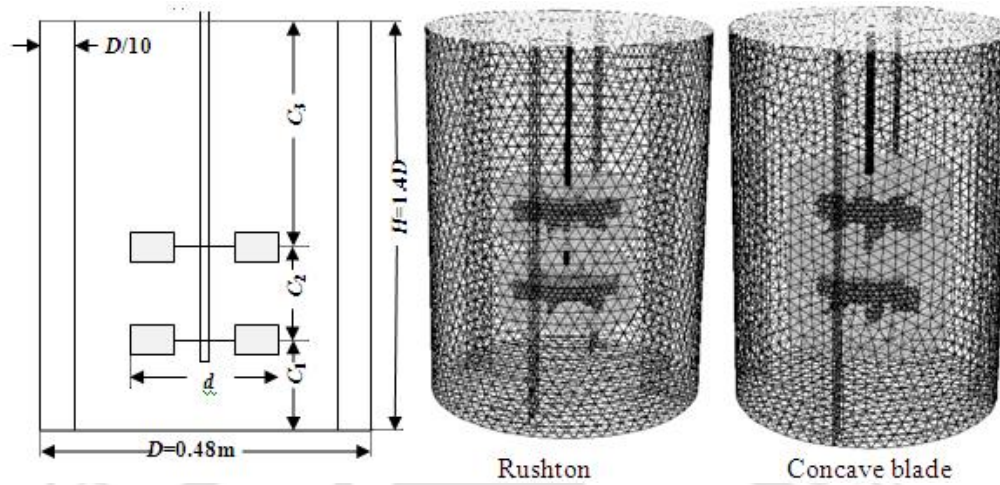 D/10
C₃
H=1.4D
C₂
C₁
d
D=0.48m
Rushton
Concave blade